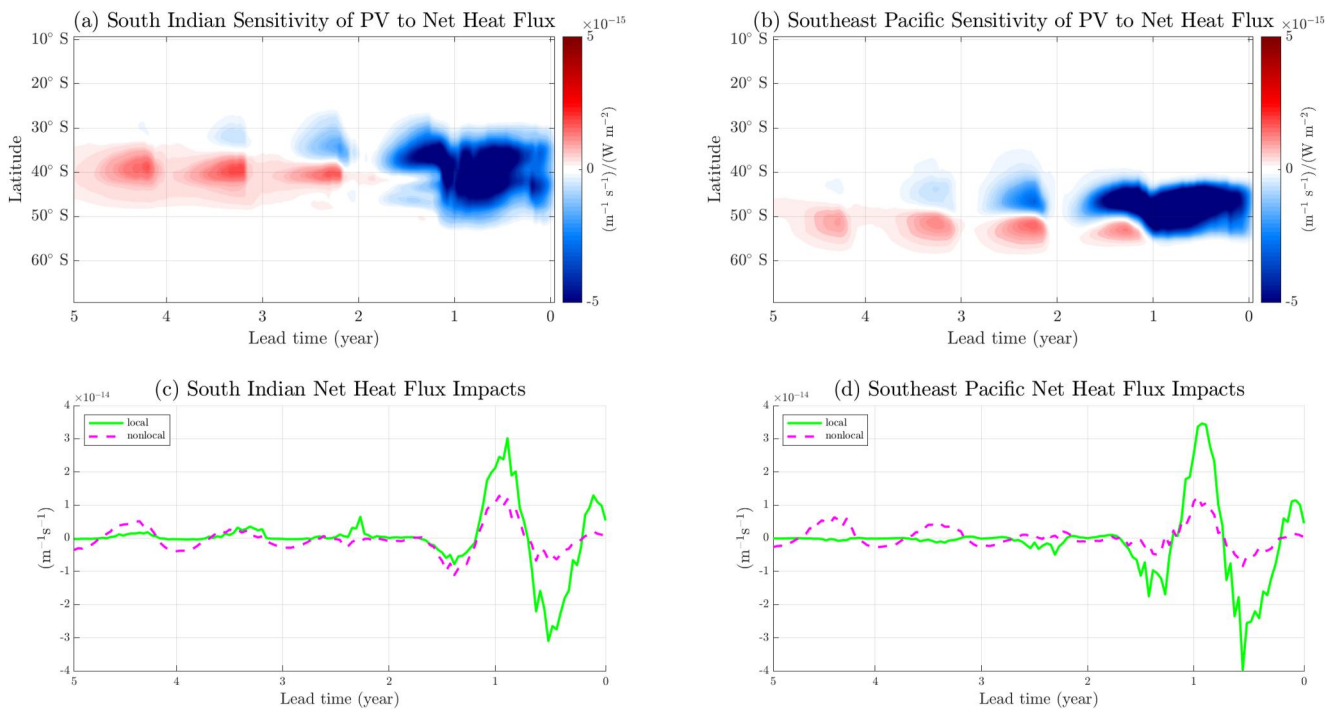 (a) South Indian Sensitivity of PV to Net Heat Flux
×10⁻¹⁵
10° S
20° S
30° S
40° S
50° S
60° S
Latitude
5
4
3
2
1
0
Lead time (year)
5
0
-5
(m⁻¹ s⁻¹)/(W m⁻²)
(b) Southeast Pacific Sensitivity of PV to Net Heat Flux
×10⁻¹⁵
10° S
20° S
30° S
40° S
50° S
60° S
Latitude
5
4
3
2
1
0
Lead time (year)
5
0
-5
(m⁻¹ s⁻¹)/(W m⁻²)
(c) South Indian Net Heat Flux Impacts
×10⁻¹⁴
local
nonlocal
4
3
2
1
0
-1
-2
-3
-4
(m⁻¹s⁻¹)
5
4
3
2
1
0
Lead time (year)
(d) Southeast Pacific Net Heat Flux Impacts
×10⁻¹⁴
local
nonlocal
4
3
2
1
0
-1
-2
-3
-4
(m⁻¹s⁻¹)
5
4
3
2
1
0
Lead time (year)